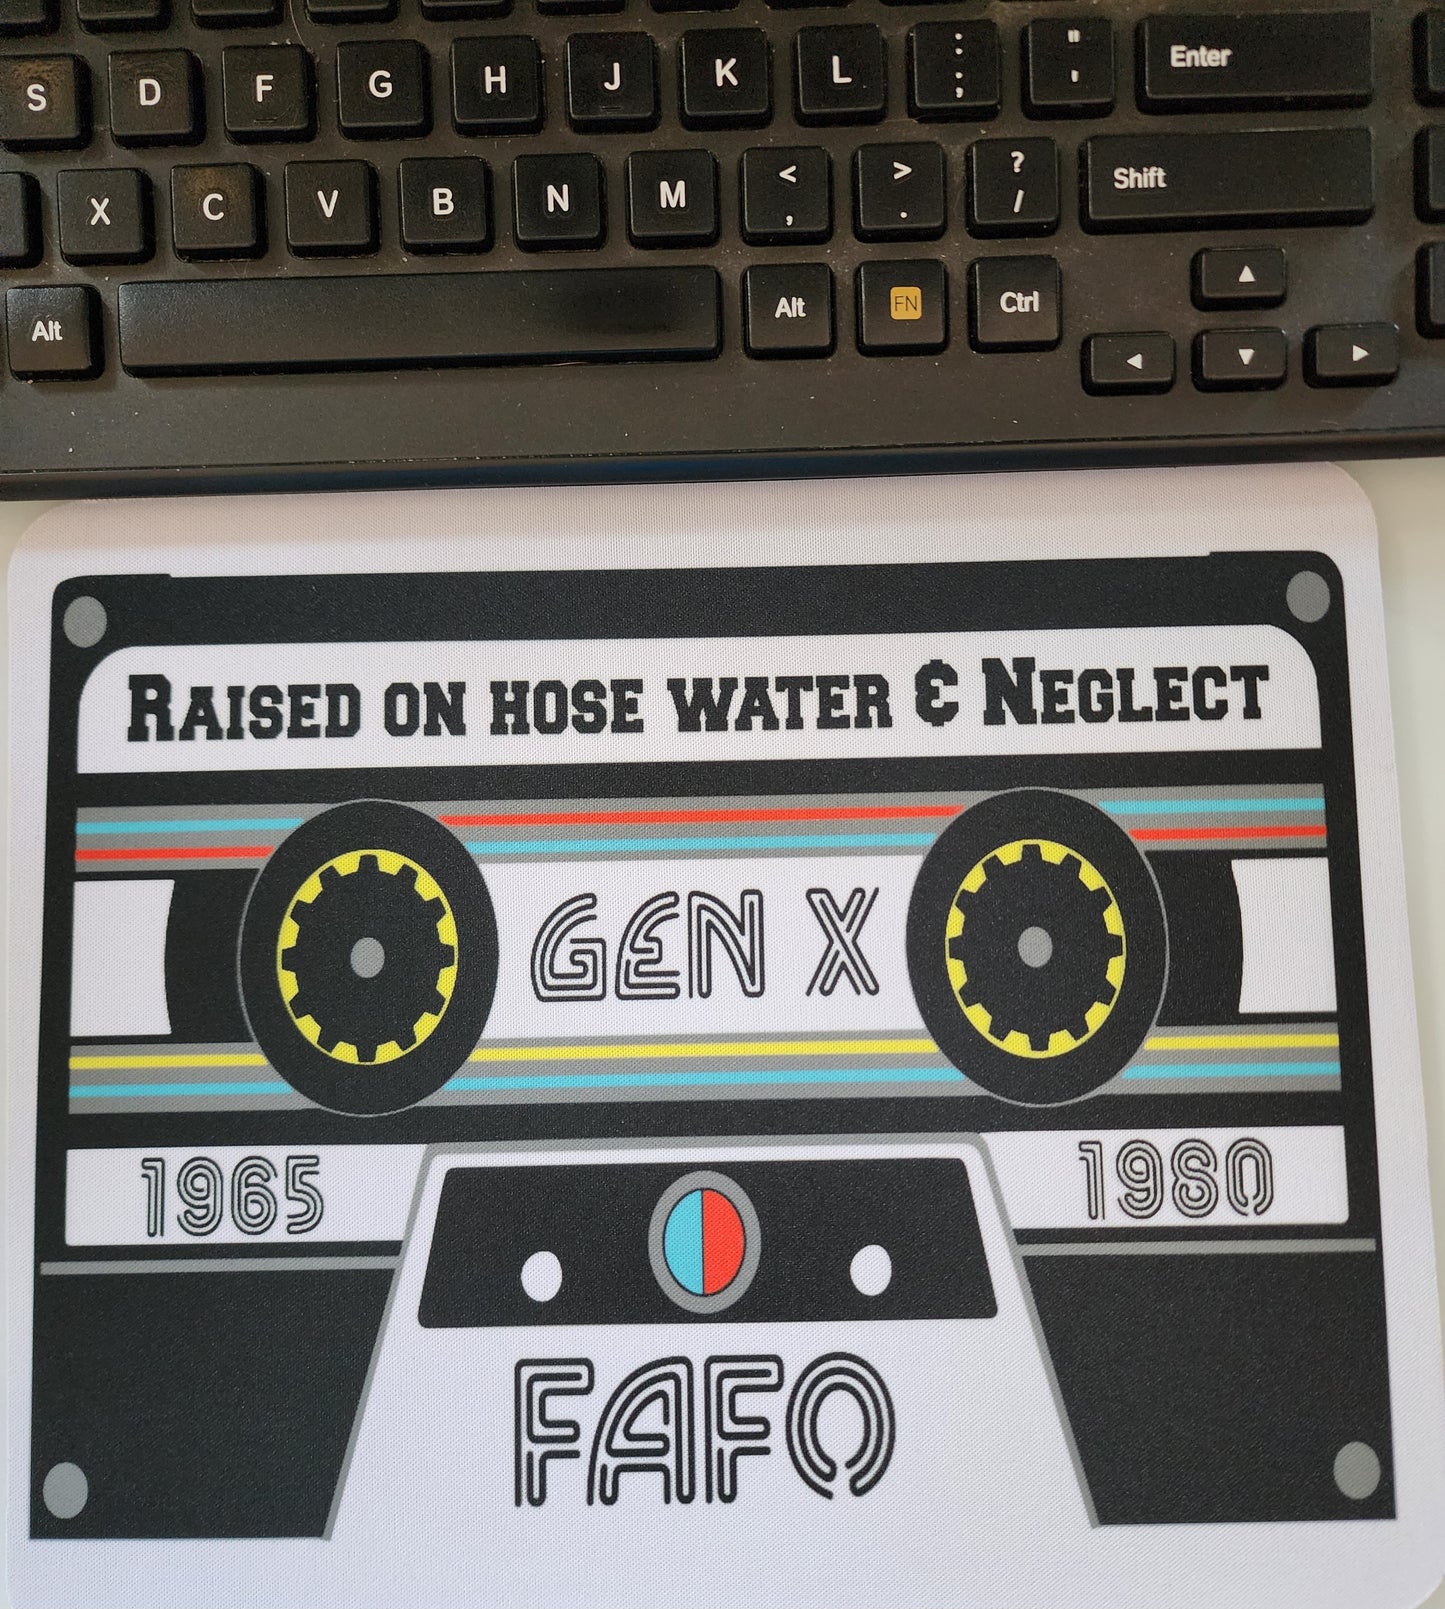 S D F G H J K L : ; " ' Enter
X C V B N M < , > . ? / Shift
Alt Alt FN Ctrl
RAISED ON HOSE WATER & NEGLECT
GEN X
1965 1980
FAFO